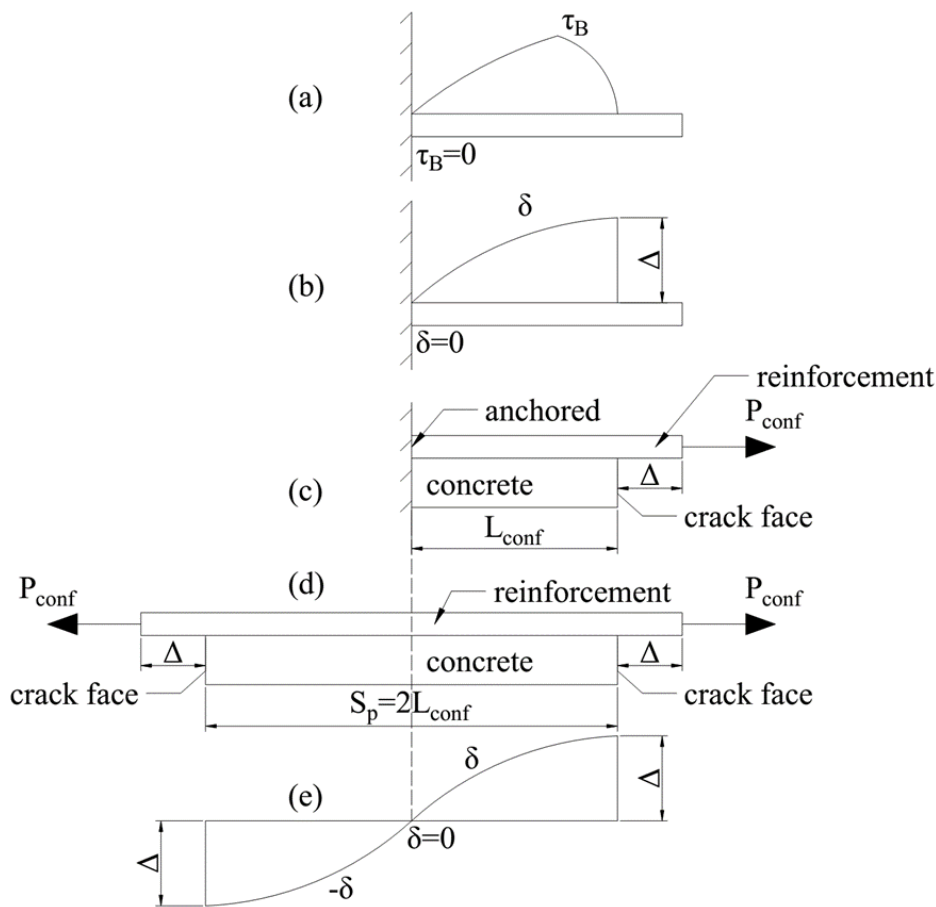 τB
(a)
τB=0
δ
Δ
(b)
δ=0
reinforcement
anchored
Pconf
(c)
concrete
Δ
crack face
Lconf
Pconf
(d)
reinforcement
Pconf
Δ
concrete
Δ
crack face
crack face
Sp=2Lconf
δ
Δ
(e)
δ=0
Δ
-δ